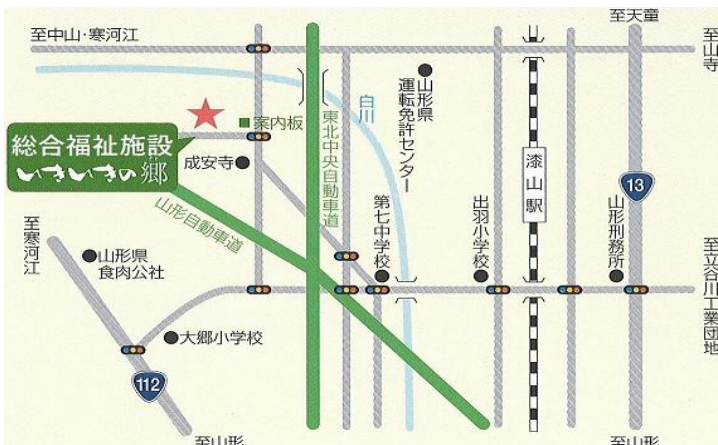 至天童
至中山・寒河江
至山寺
白川
山形県
運転免許センター
案内板
東北中央自動車道
総合福祉施設
いきいきの郷
成安寺
漆山駅
13
山形自動車道
第七中学校
出羽小学校
山形刑務所
至寒河江
山形県
食肉公社
至立谷川工業団地
大郷小学校
112
至山形
至山形